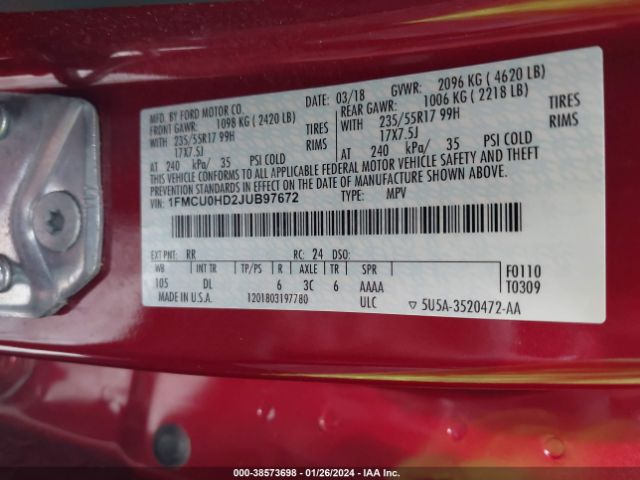 MFD. BY FORD MOTOR CO.
DATE: 03/18 GVWR: 2096 KG ( 4620 LB)
FRONT GAWR: 1098 KG ( 2420 LB) REAR GAWR: 1006 KG ( 2218 LB)
WITH 235/55R17 99H TIRES WITH 235/55R17 99H TIRES
17X7.5J RIMS 17X7.5J RIMS
AT 240 kPa/ 35 PSI COLD AT 240 kPa/ 35 PSI COLD
THIS VEHICLE CONFORMS TO ALL APPLICABLE FEDERAL MOTOR VEHICLE SAFETY AND THEFT
PREVENTION STANDARDS IN EFFECT ON THE DATE OF MANUFACTURE SHOWN ABOVE.
VIN: 1FMCU0HD2JUB97672 TYPE: MPV
EXT PNT: RR RC: 24 DSO:
WB INT TR TP/PS R AXLE TR SPR F0110
105 DL 6 3C 6 AAAA T0309
MADE IN U.S.A. 1201803197780 ULC ▽ 5U5A-3520472-AA
000-38573698 - 01/26/2024 - IAA Inc.